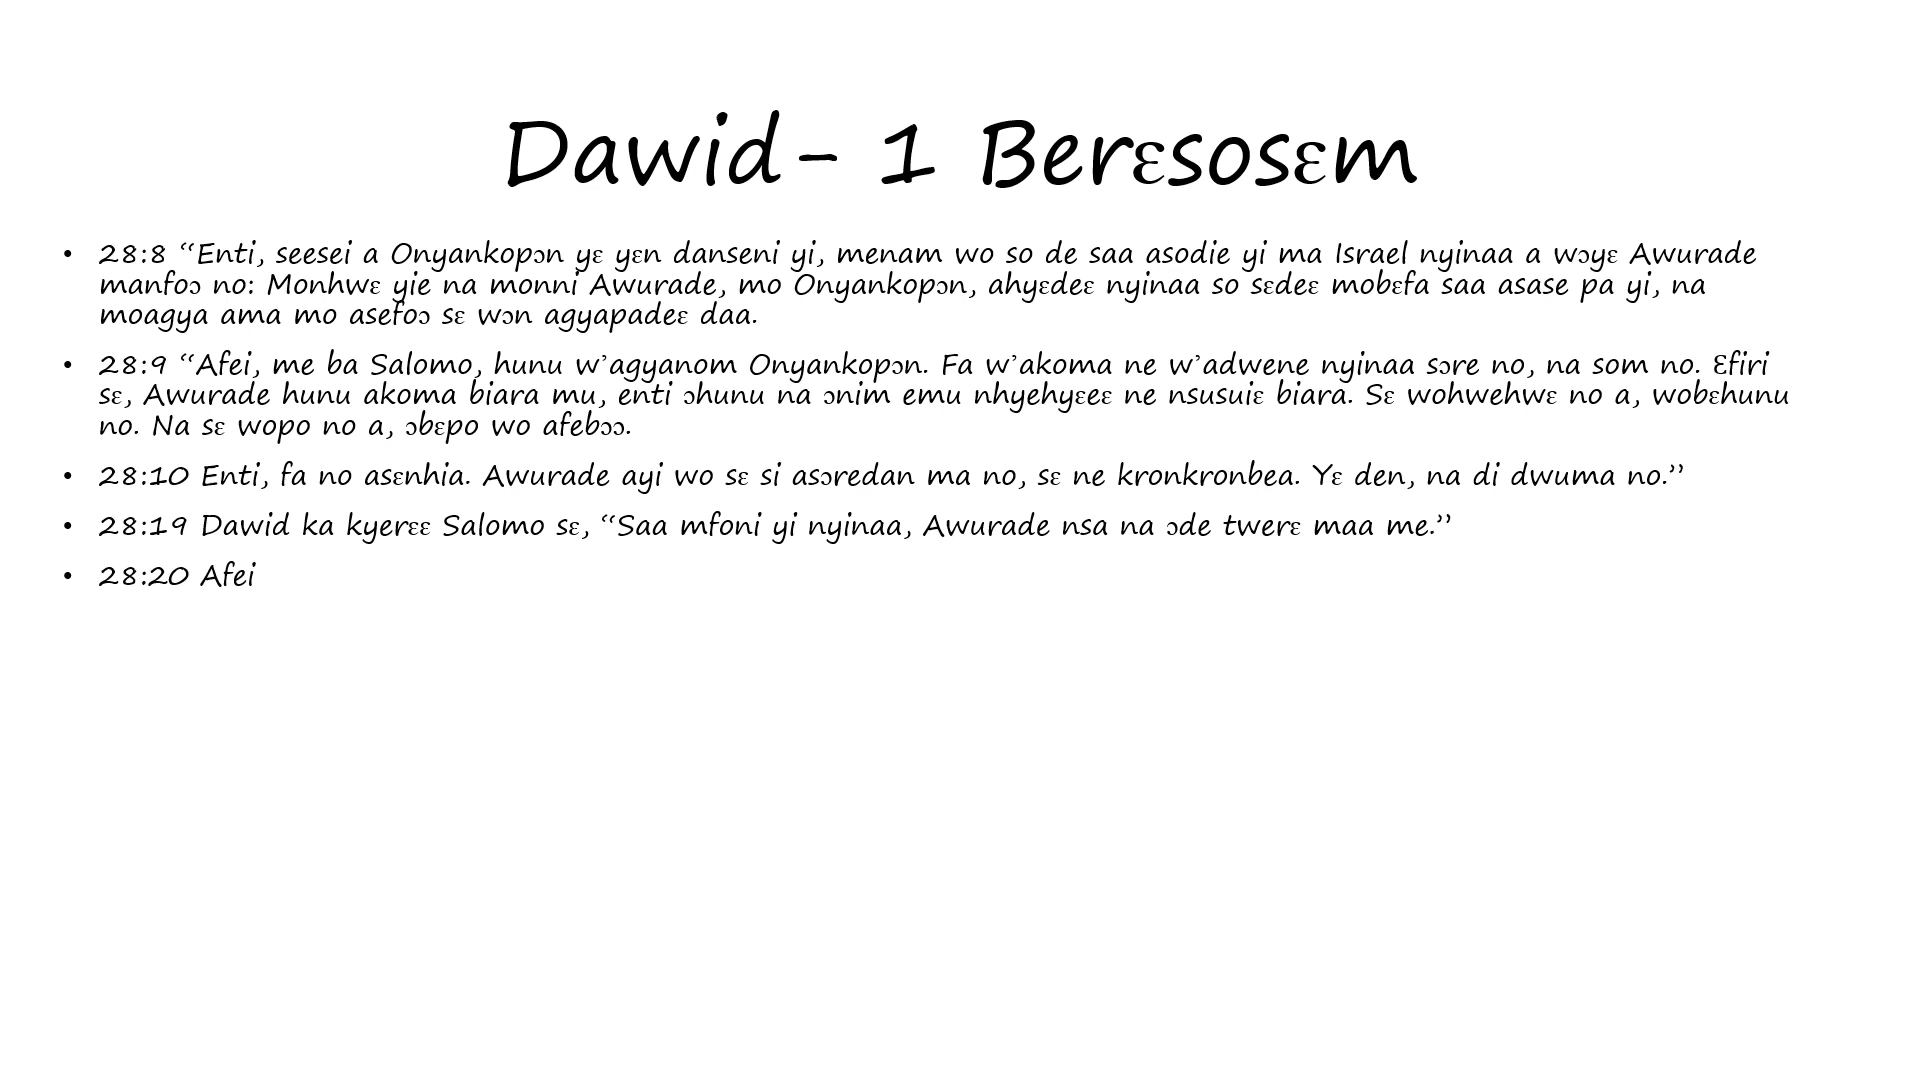 Dawid- 1 Berɛsosɛm
• 28:8 “Enti, seesei a Onyankopɔn yɛ yɛn danseni yi, menam wo so de saa asodie yi ma Israel nyinaa a wɔyɛ Awurade
manfoɔ no: Monhwɛ yie na monni Awurade, mo Onyankopɔn, ahyɛdeɛ nyinaa so sɛdeɛ mobɛfa saa asase pa yi, na
moagya ama mo asefoɔ sɛ wɔn agyapadeɛ daa.
• 28:9 “Afei, me ba Salomo, hunu w’agyanom Onyankopɔn. Fa w’akoma ne w’adwene nyinaa sɔre no, na som no. Ɛfiri
sɛ, Awurade hunu akoma biara mu, enti ɔhunu na ɔnim emu nhyehyɛeɛ ne nsusuiɛ biara. Sɛ wohwehwɛ no a, wobɛhunu
no. Na sɛ wopo no a, ɔbɛpo wo afebɔɔ.
• 28:10 Enti, fa no asɛnhia. Awurade ayi wo sɛ si asɔredan ma no, sɛ ne kronkronbea. Yɛ den, na di dwuma no.”
• 28:19 Dawid ka kyerɛɛ Salomo sɛ, “Saa mfoni yi nyinaa, Awurade nsa na ɔde twerɛ maa me.”
• 28:20 Afei